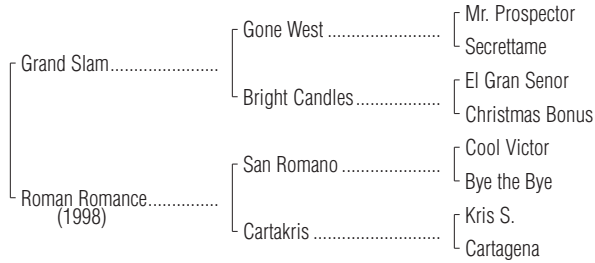 Mr. Prospector
Gone West ........................
Secrettame
Grand Slam.......................
El Gran Senor
Bright Candles..................
Christmas Bonus
Cool Victor
San Romano .....................
Bye the Bye
Roman Romance...............
(1998)
Kris S.
Cartakris ...........................
Cartagena